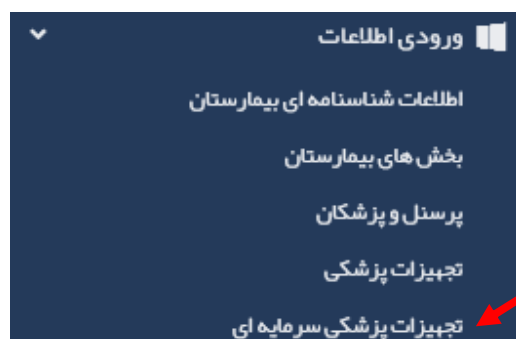 ورودی اطلاعات
اطلاعات شناسنامه ای بیمارستان
بخش های بیمارستان
پرسنل و پزشکان
تجهیزات پزشکی
تجهیزات پزشکی سرمایه ای